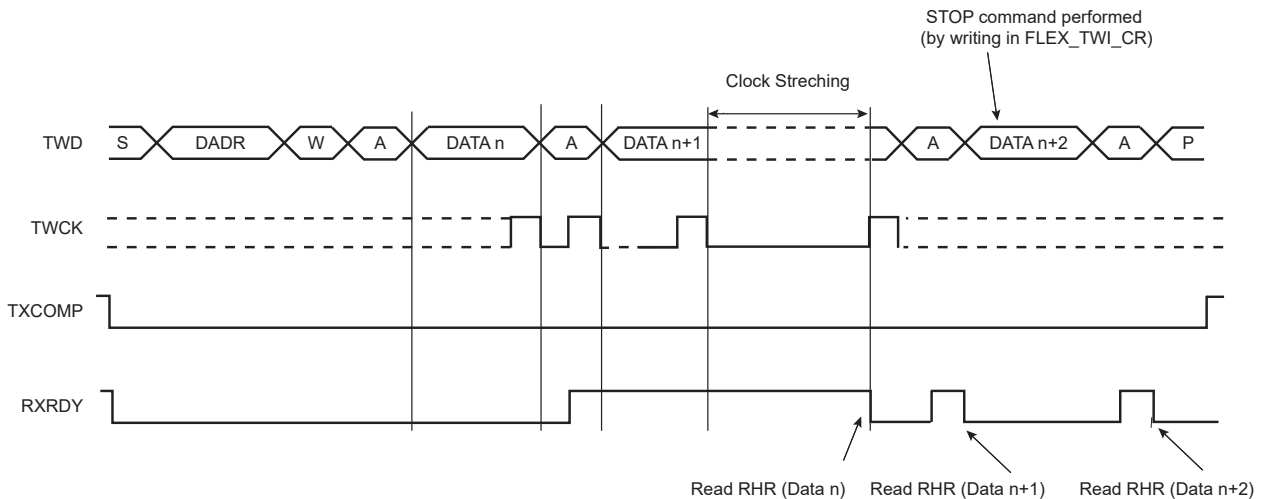 STOP command performed
(by writing in FLEX_TWI_CR)
Clock Streching
TWD S DADR W A DATA n A DATA n+1 A DATA n+2 A P
TWCK
TXCOMP
RXRDY
Read RHR (Data n) Read RHR (Data n+1) Read RHR (Data n+2)